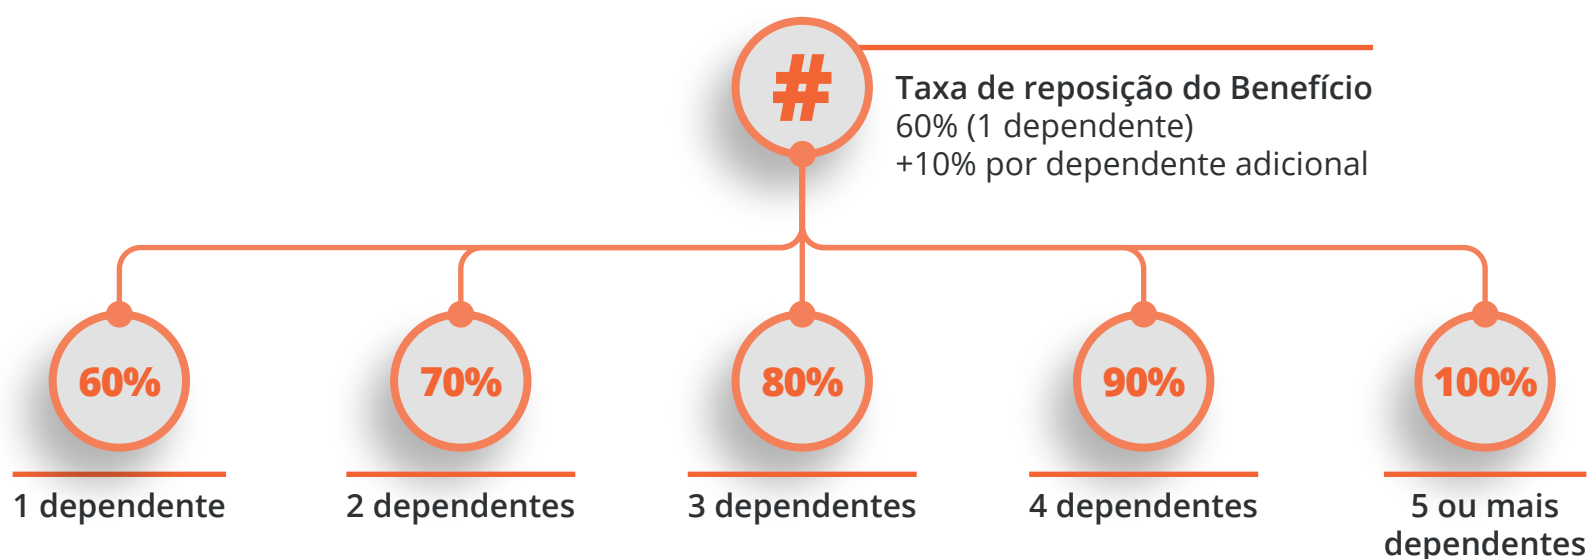 #
Taxa de reposição do Benefício
60% (1 dependente)
+10% por dependente adicional
60%
1 dependente
70%
2 dependentes
80%
3 dependentes
90%
4 dependentes
100%
5 ou mais
dependentes